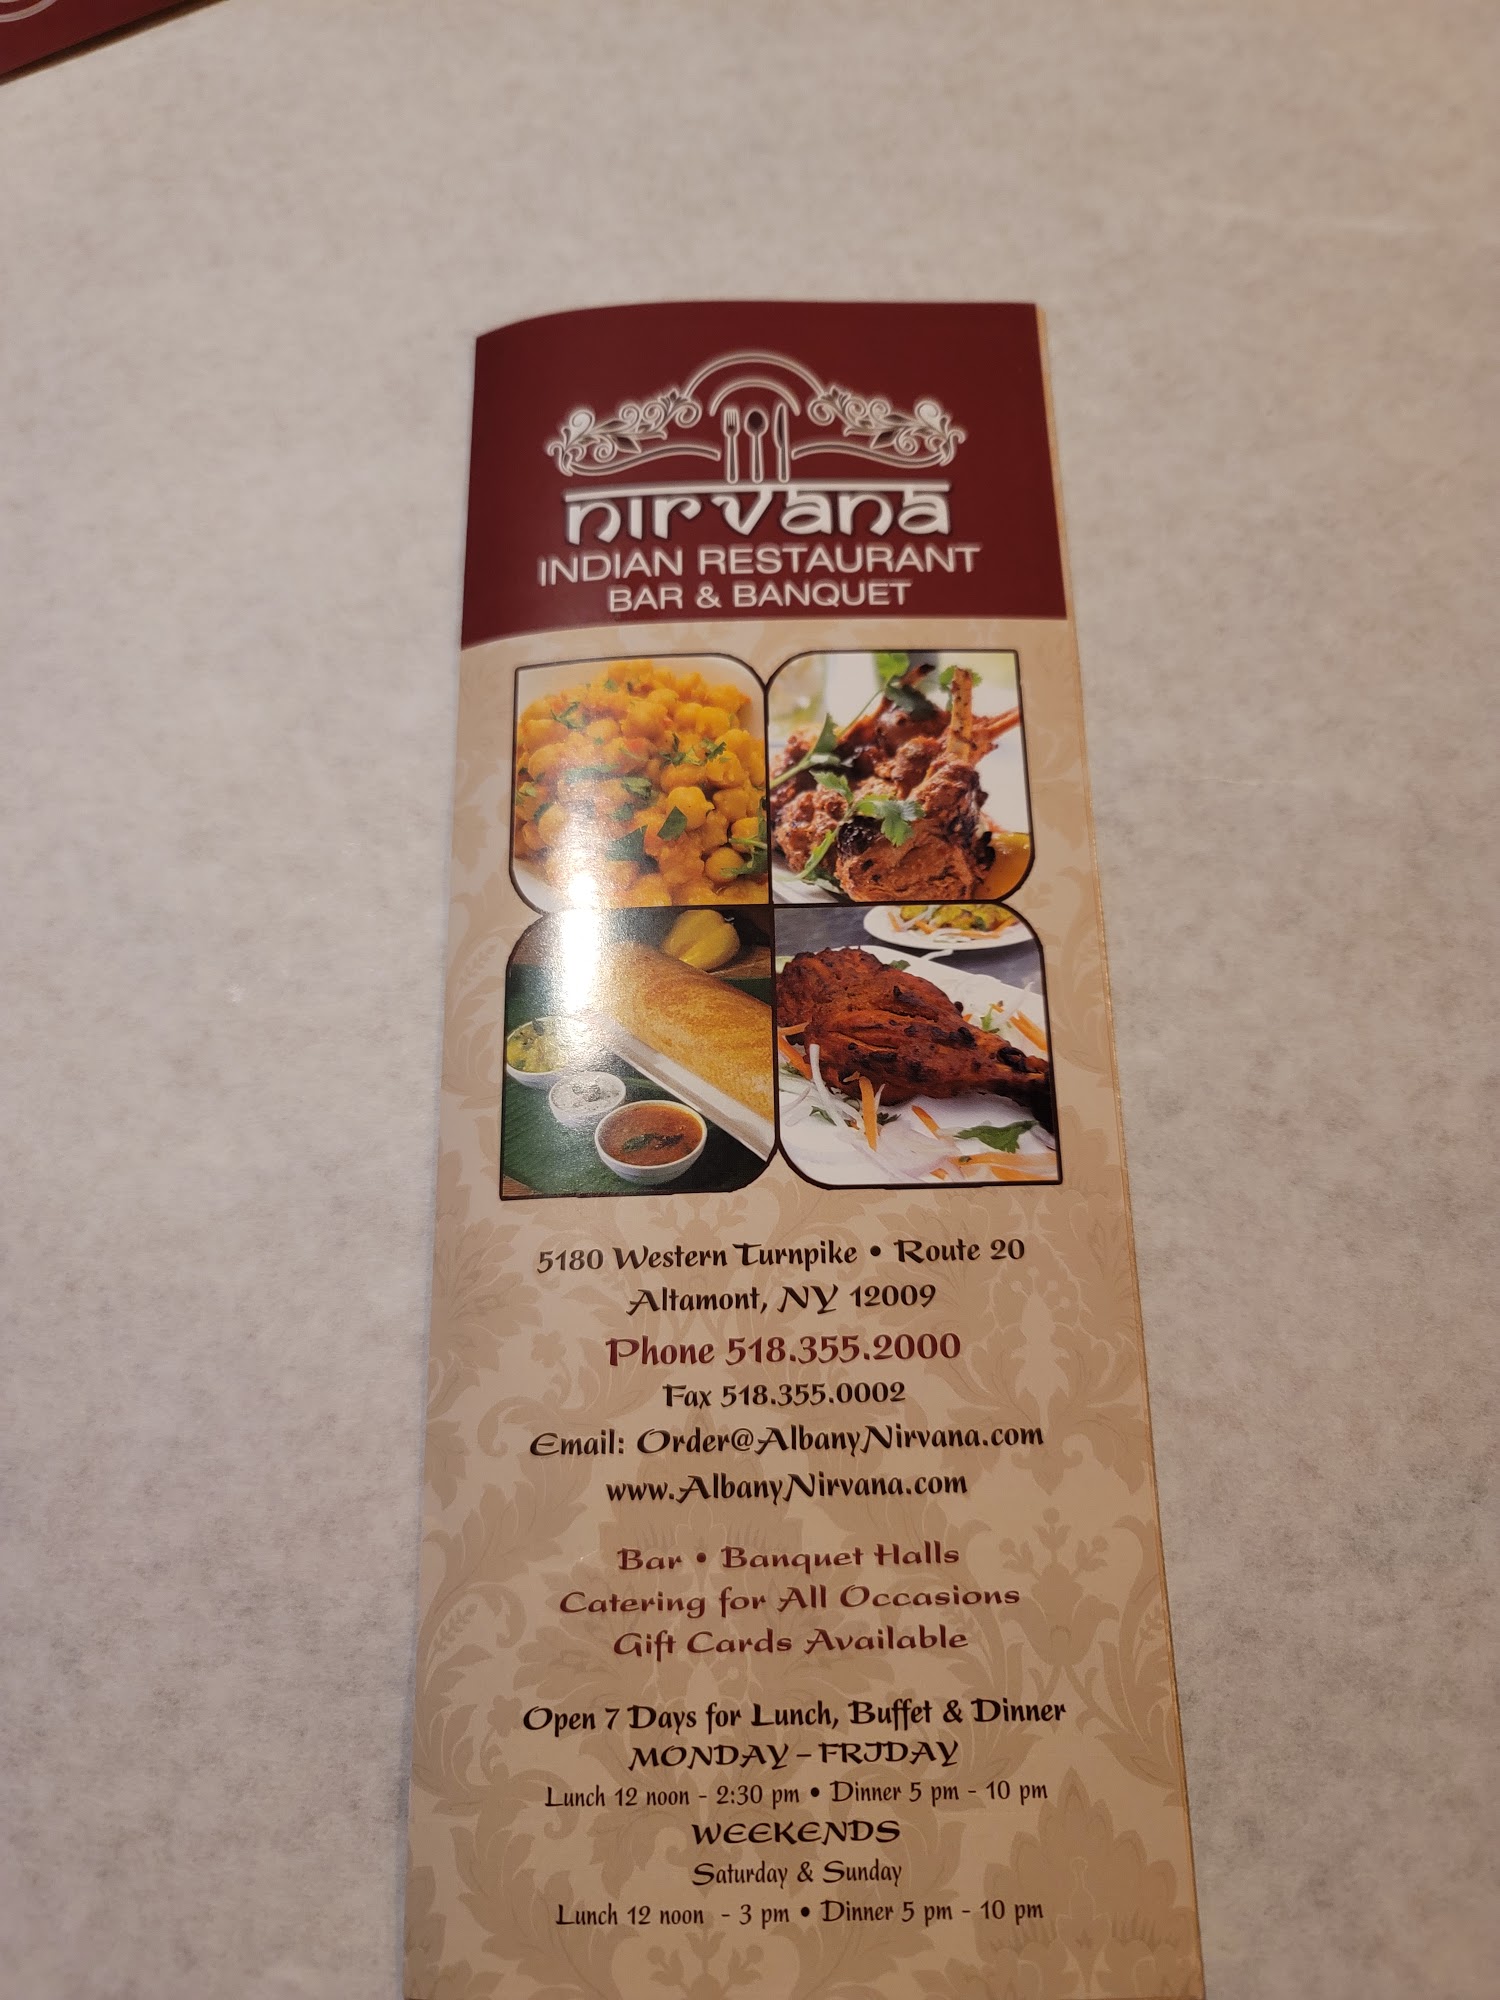 nirvana
INDIAN RESTAURANT
BAR & BANQUET
5180 Western Turnpike • Route 20
Altamont, NY 12009
Phone 518.355.2000
Fax 518.355.0002
Email: Order@AlbanyNirvana.com
www.AlbanyNirvana.com
Bar • Banquet Halls
Catering for All Occasions
Gift Cards Available
Open 7 Days for Lunch, Buffet & Dinner
MONDAY – FRIDAY
Lunch 12 noon - 2:30 pm • Dinner 5 pm - 10 pm
WEEKENDS
Saturday & Sunday
Lunch 12 noon - 3 pm • Dinner 5 pm - 10 pm